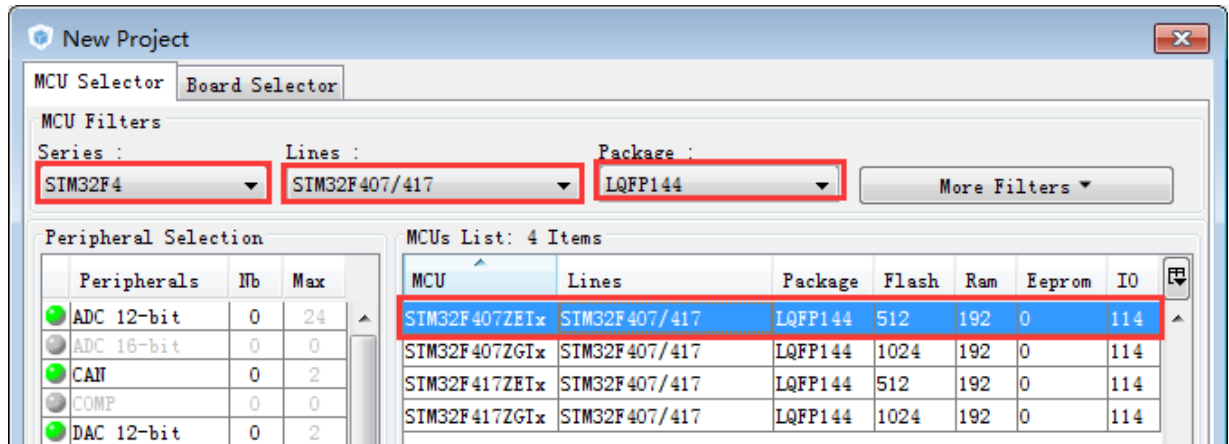 New Project
MCU Selector Board Selector
MCU Filters
Series : Lines : Package :
STM32F4 STM32F407/417 LQFP144 More Filters
Peripheral Selection MCUs List: 4 Items
Peripherals Nb Max MCU Lines Package Flash Ram Eeprom IO
ADC 12-bit 0 24 STM32F407ZETx STM32F407/417 LQFP144 512 192 0 114
ADC 16-bit 0 0 STM32F407ZGTx STM32F407/417 LQFP144 1024 192 0 114
CAN 0 2 STM32F417ZETx STM32F407/417 LQFP144 512 192 0 114
COMP 0 0 STM32F417ZGTx STM32F407/417 LQFP144 1024 192 0 114
DAC 12-bit 0 2